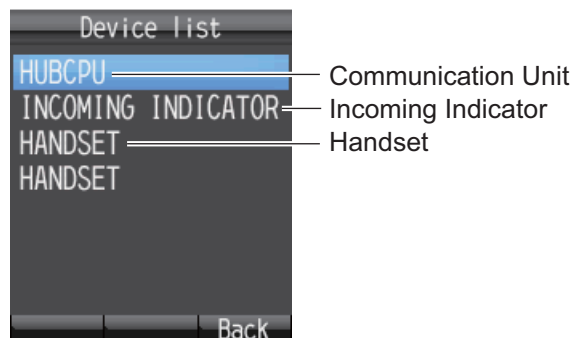 Device list
HUBCPU
Communication Unit
INCOMING INDICATOR
Incoming Indicator
HANDSET
Handset
HANDSET
Back